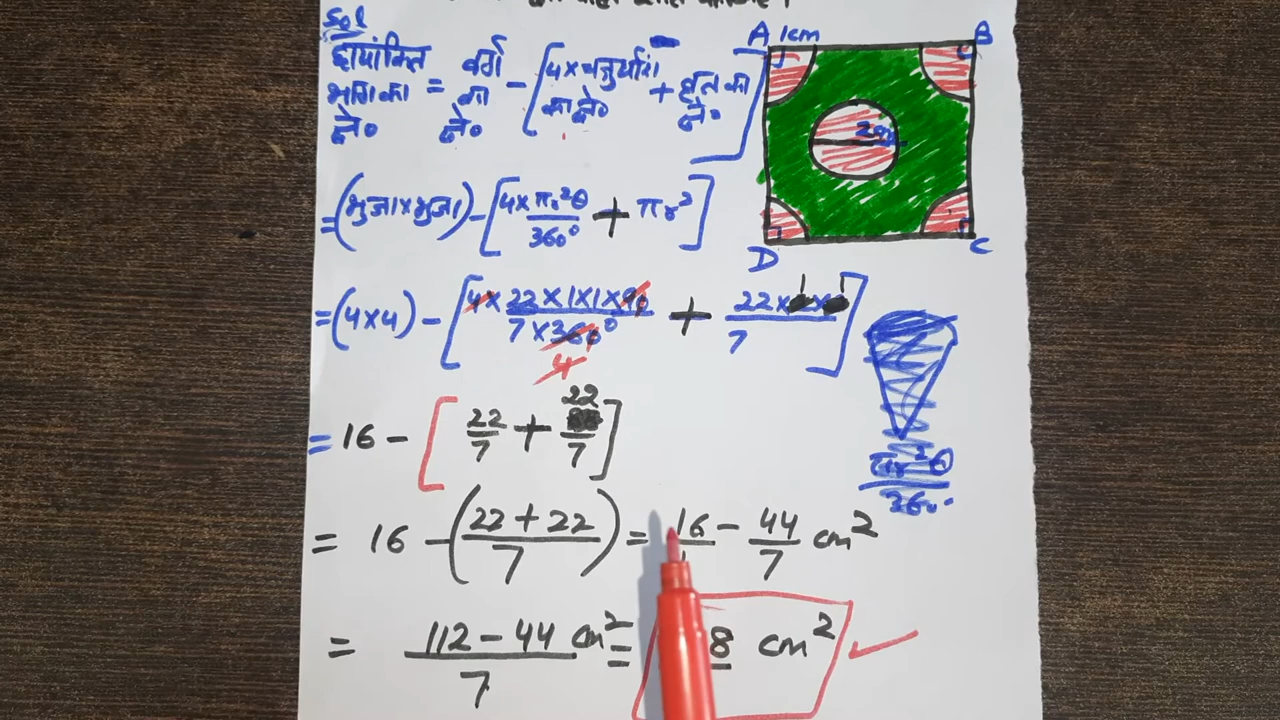 Sol
छायांकित भाग का क्षे० = वर्ग का क्षे० - [4 × चतुर्थांश का क्षे० + वृत्त का क्षे०]
= (भुजा × भुजा) - [4 × πr²θ / 360° + πr²]
= (4×4) - [4 × 22×1×1×90 / 7×360° + 22×1×1 / 7]
4
= 16 - [22/7 + 22/7]
= 16 - (22+22 / 7) = 16 - 44/7 cm²
= 112 - 44 / 7 cm² = 8 cm²
A 1cm B
D C
πr²θ / 360°